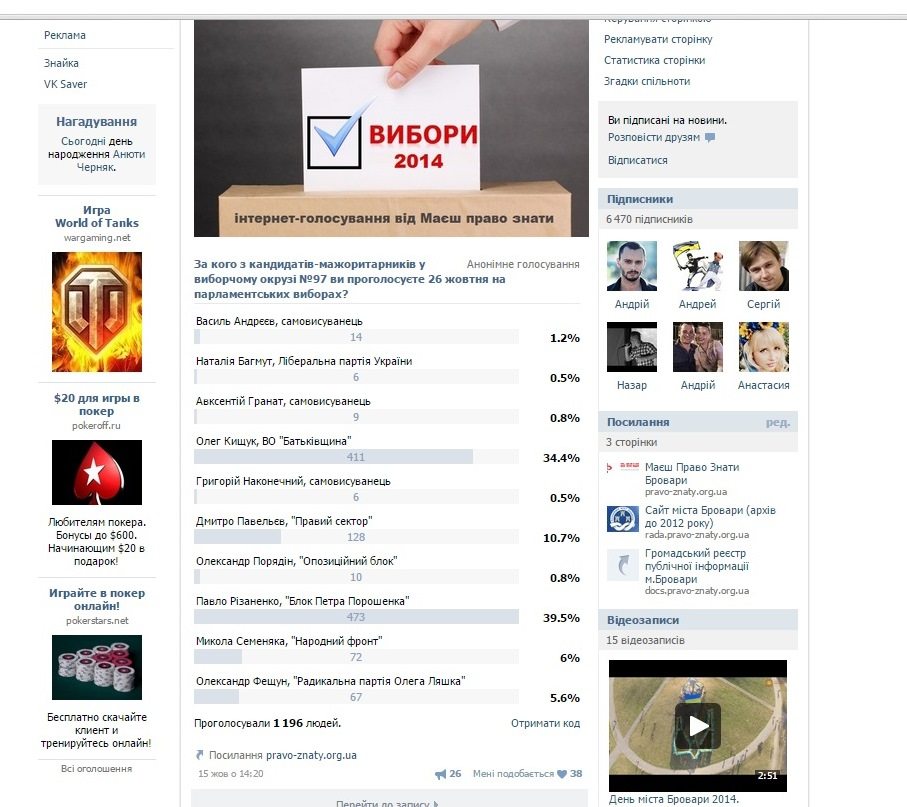 Реклама
Знайка
VK Saver
Нагадування
Сьогодні день
народження Анюти
Черняк.
Игра
World of Tanks
wargaming.net
$20 для игры в
покер
pokeroff.ru
Любителям покера.
Бонусы до $600.
Начинающим $20 в
подарок!
Играйте в покер
онлайн!
pokerstars.net
Бесплатно скачайте
клиент и
тренируйтесь онлайн!
Всі оголошення
ВИБОРИ
2014
інтернет-голосування від Маєш право знати
За кого з кандидатів-мажоритарників у
виборчому окрузі №97 ви проголосуєте 26 жовтня на
парламентських виборах?
Анонімне голосування
Василь Андрєєв, самовисуванець
14 1.2%
Наталія Багмут, Ліберальна партія України
6 0.5%
Авксентій Гранат, самовисуванець
9 0.8%
Олег Кищук, ВО "Батьківщина"
411 34.4%
Григорій Наконечний, самовисуванець
6 0.5%
Дмитро Павельєв, "Правий сектор"
128 10.7%
Олександр Порядін, "Опозиційний блок"
10 0.8%
Павло Різаненко, "Блок Петра Порошенка"
473 39.5%
Микола Семеняка, "Народний фронт"
72 6%
Олександр Фещун, "Радикальна партія Олега Ляшка"
67 5.6%
Проголосували 1 196 людей. Отримати код
Посилання pravo-znaty.org.ua
15 жов о 14:20 26 Мені подобається 38
Перейти до запису
Керування сторінкою
Рекламувати сторінку
Статистика сторінки
Згадки спільноти
Ви підписані на новини.
Розповісти друзям
Відписатися
Підписники
6 470 підписників
Андрій Андрей Сергій
Назар Андрій Анастасия
Посилання ред.
3 сторінки
Маєш Право Знати
Бровари
pravo-znaty.org.ua
Сайт міста Бровари (архів
до 2012 року)
rada.pravo-znaty.org.ua
Громадський реєстр
публічної інформації
м.Бровари
docs.pravo-znaty.org.ua
Відеозаписи
15 відеозаписів
2:51
День міста Бровари 2014.